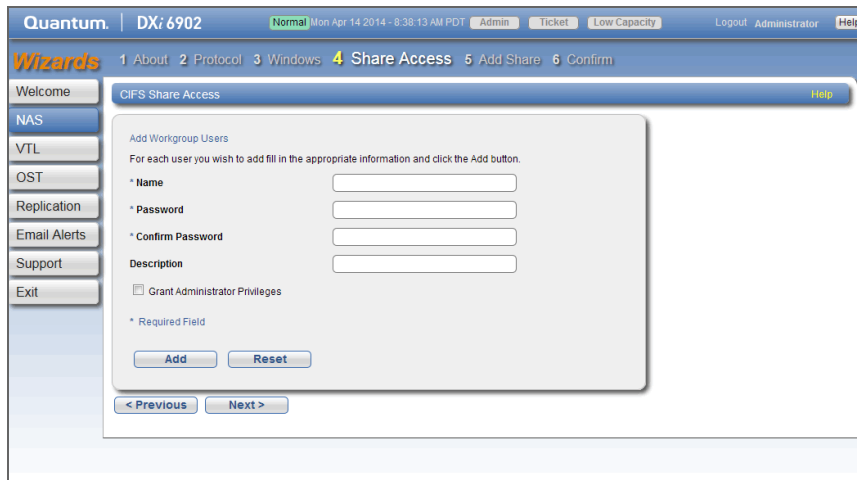 Quantum. DXi 6902 Normal Mon Apr 14 2014 - 8:38:13 AM PDT Admin Ticket Low Capacity Logout Administrator Help
Wizards 1 About 2 Protocol 3 Windows 4 Share Access 5 Add Share 6 Confirm
Welcome
NAS
VTL
OST
Replication
Email Alerts
Support
Exit
CIFS Share Access Help
Add Workgroup Users
For each user you wish to add fill in the appropriate information and click the Add button.
* Name
* Password
* Confirm Password
Description
Grant Administrator Privileges
* Required Field
Add Reset
< Previous Next >